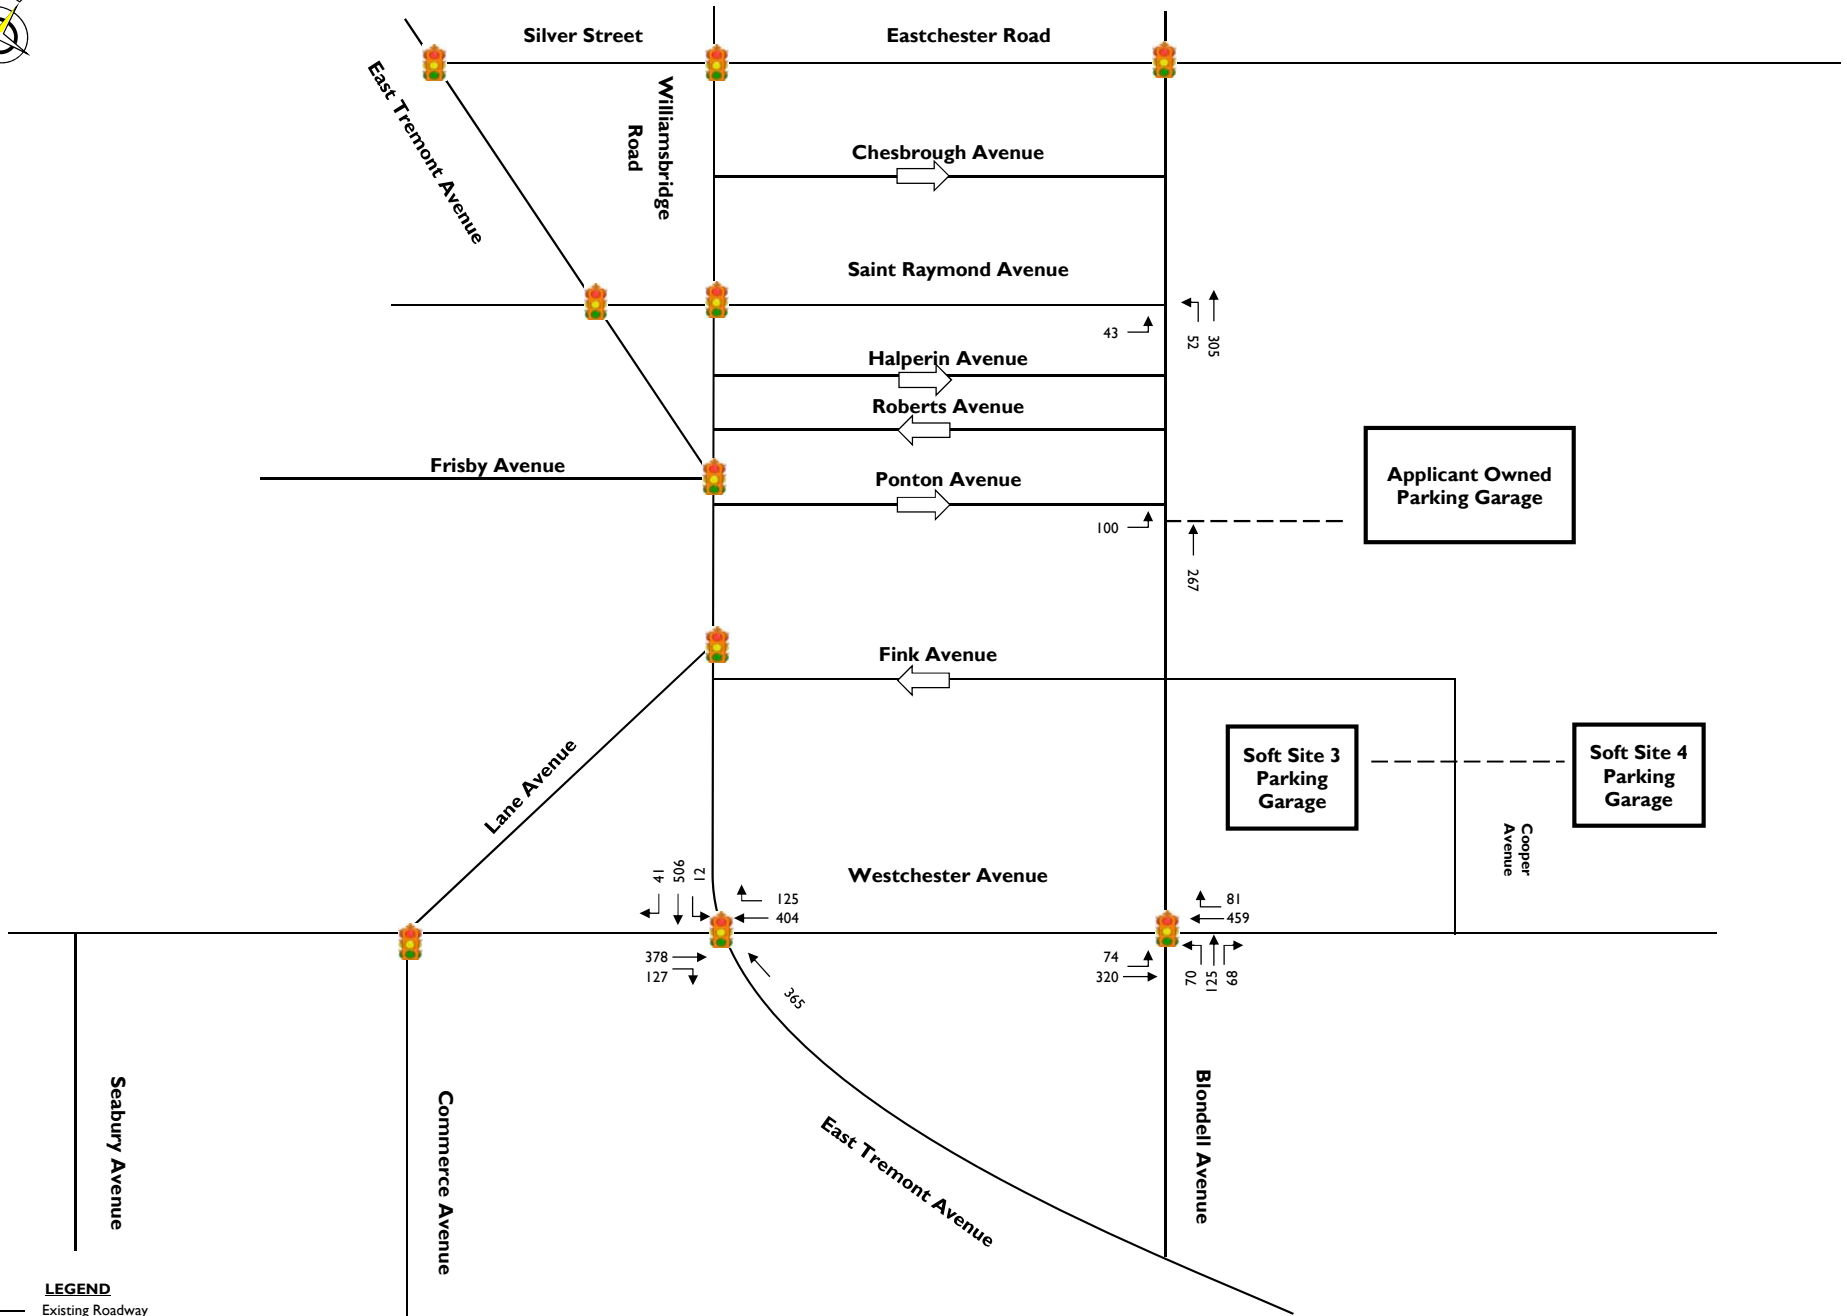 Silver Street
Eastchester Road
East Tremont Avenue
Williamsbridge
Road
Chesbrough Avenue
Saint Raymond Avenue
43
52
305
Halperin Avenue
Roberts Avenue
Frisby Avenue
Ponton Avenue
100
267
Applicant Owned
Parking Garage
Fink Avenue
Lane Avenue
Soft Site 3
Parking
Garage
Soft Site 4
Parking
Garage
Cooper
Avenue
Westchester Avenue
41
506
12
125
404
378
127
365
81
459
74
320
70
125
68
Seabury Avenue
Commerce Avenue
East Tremont Avenue
Blondell Avenue
LEGEND
Existing Roadway